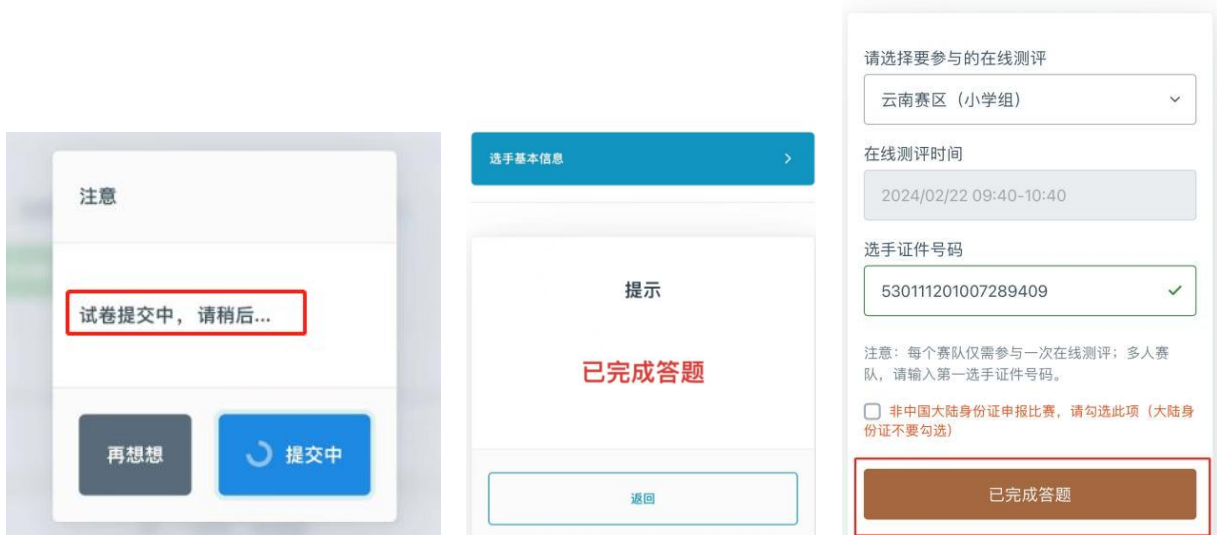 注意
试卷提交中，请稍后...
再想想
提交中
选手基本信息
提示
已完成答题
返回
请选择要参与的在线测评
云南赛区（小学组）
在线测评时间
2024/02/22 09:40-10:40
选手证件号码
530111201007289409
注意：每个赛队仅需参与一次在线测评；多人赛
队，请输入第一选手证件号码。
非中国大陆身份证申报比赛，请勾选此项（大陆身
份证不要勾选）
已完成答题